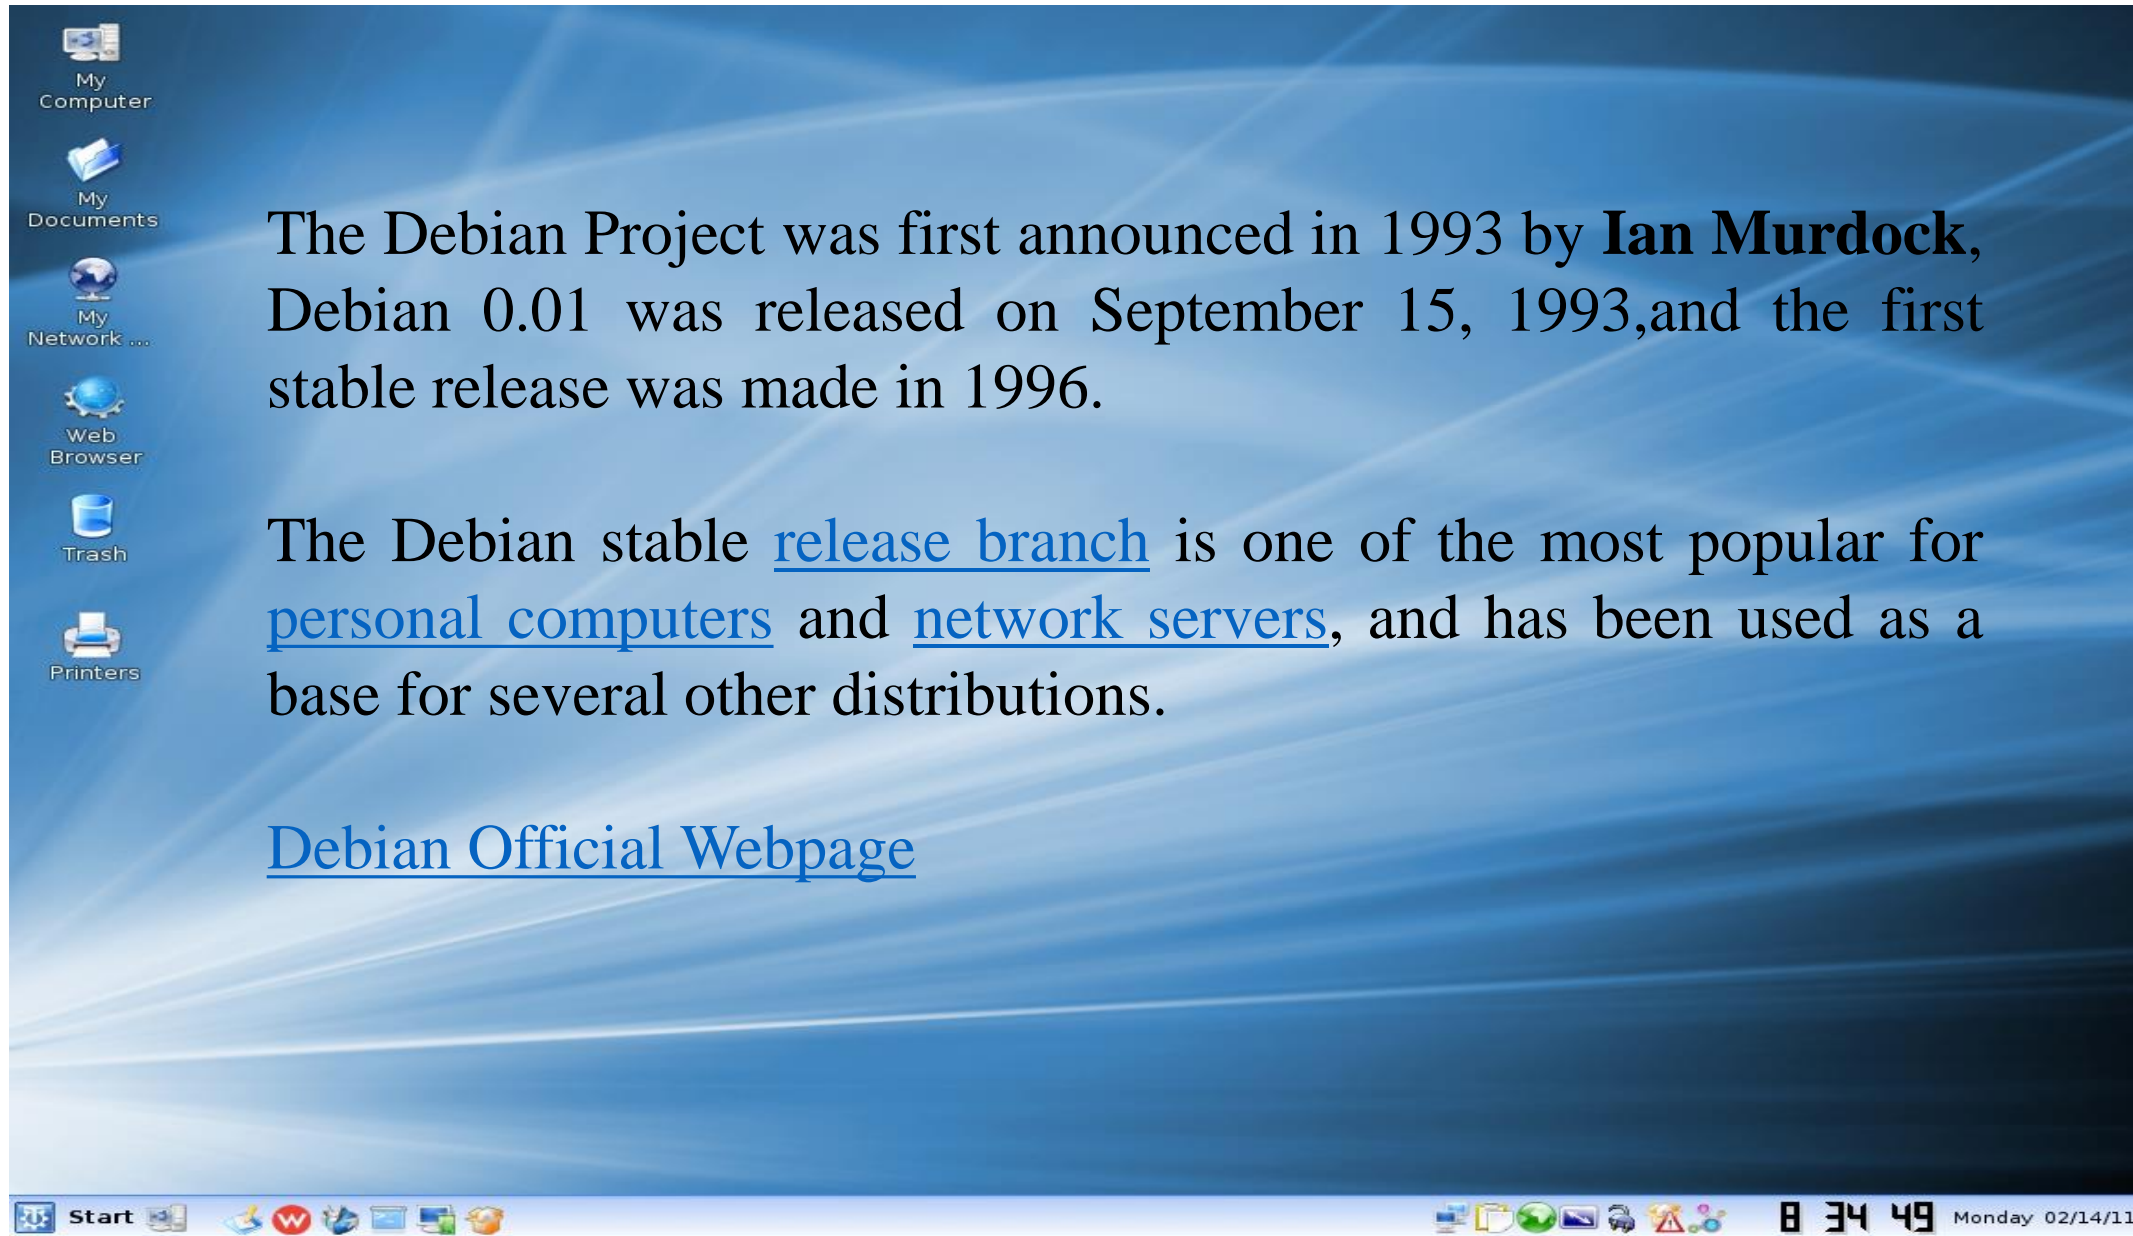 My
Computer
My
Documents
My
Network ...
Web
Browser
Trash
Printers
The Debian Project was first announced in 1993 by Ian Murdock,
Debian 0.01 was released on September 15, 1993,and the first
stable release was made in 1996.
The Debian stable release branch is one of the most popular for
personal computers and network servers, and has been used as a
base for several other distributions.
Debian Official Webpage
Start
8 34 49 Monday 02/14/11